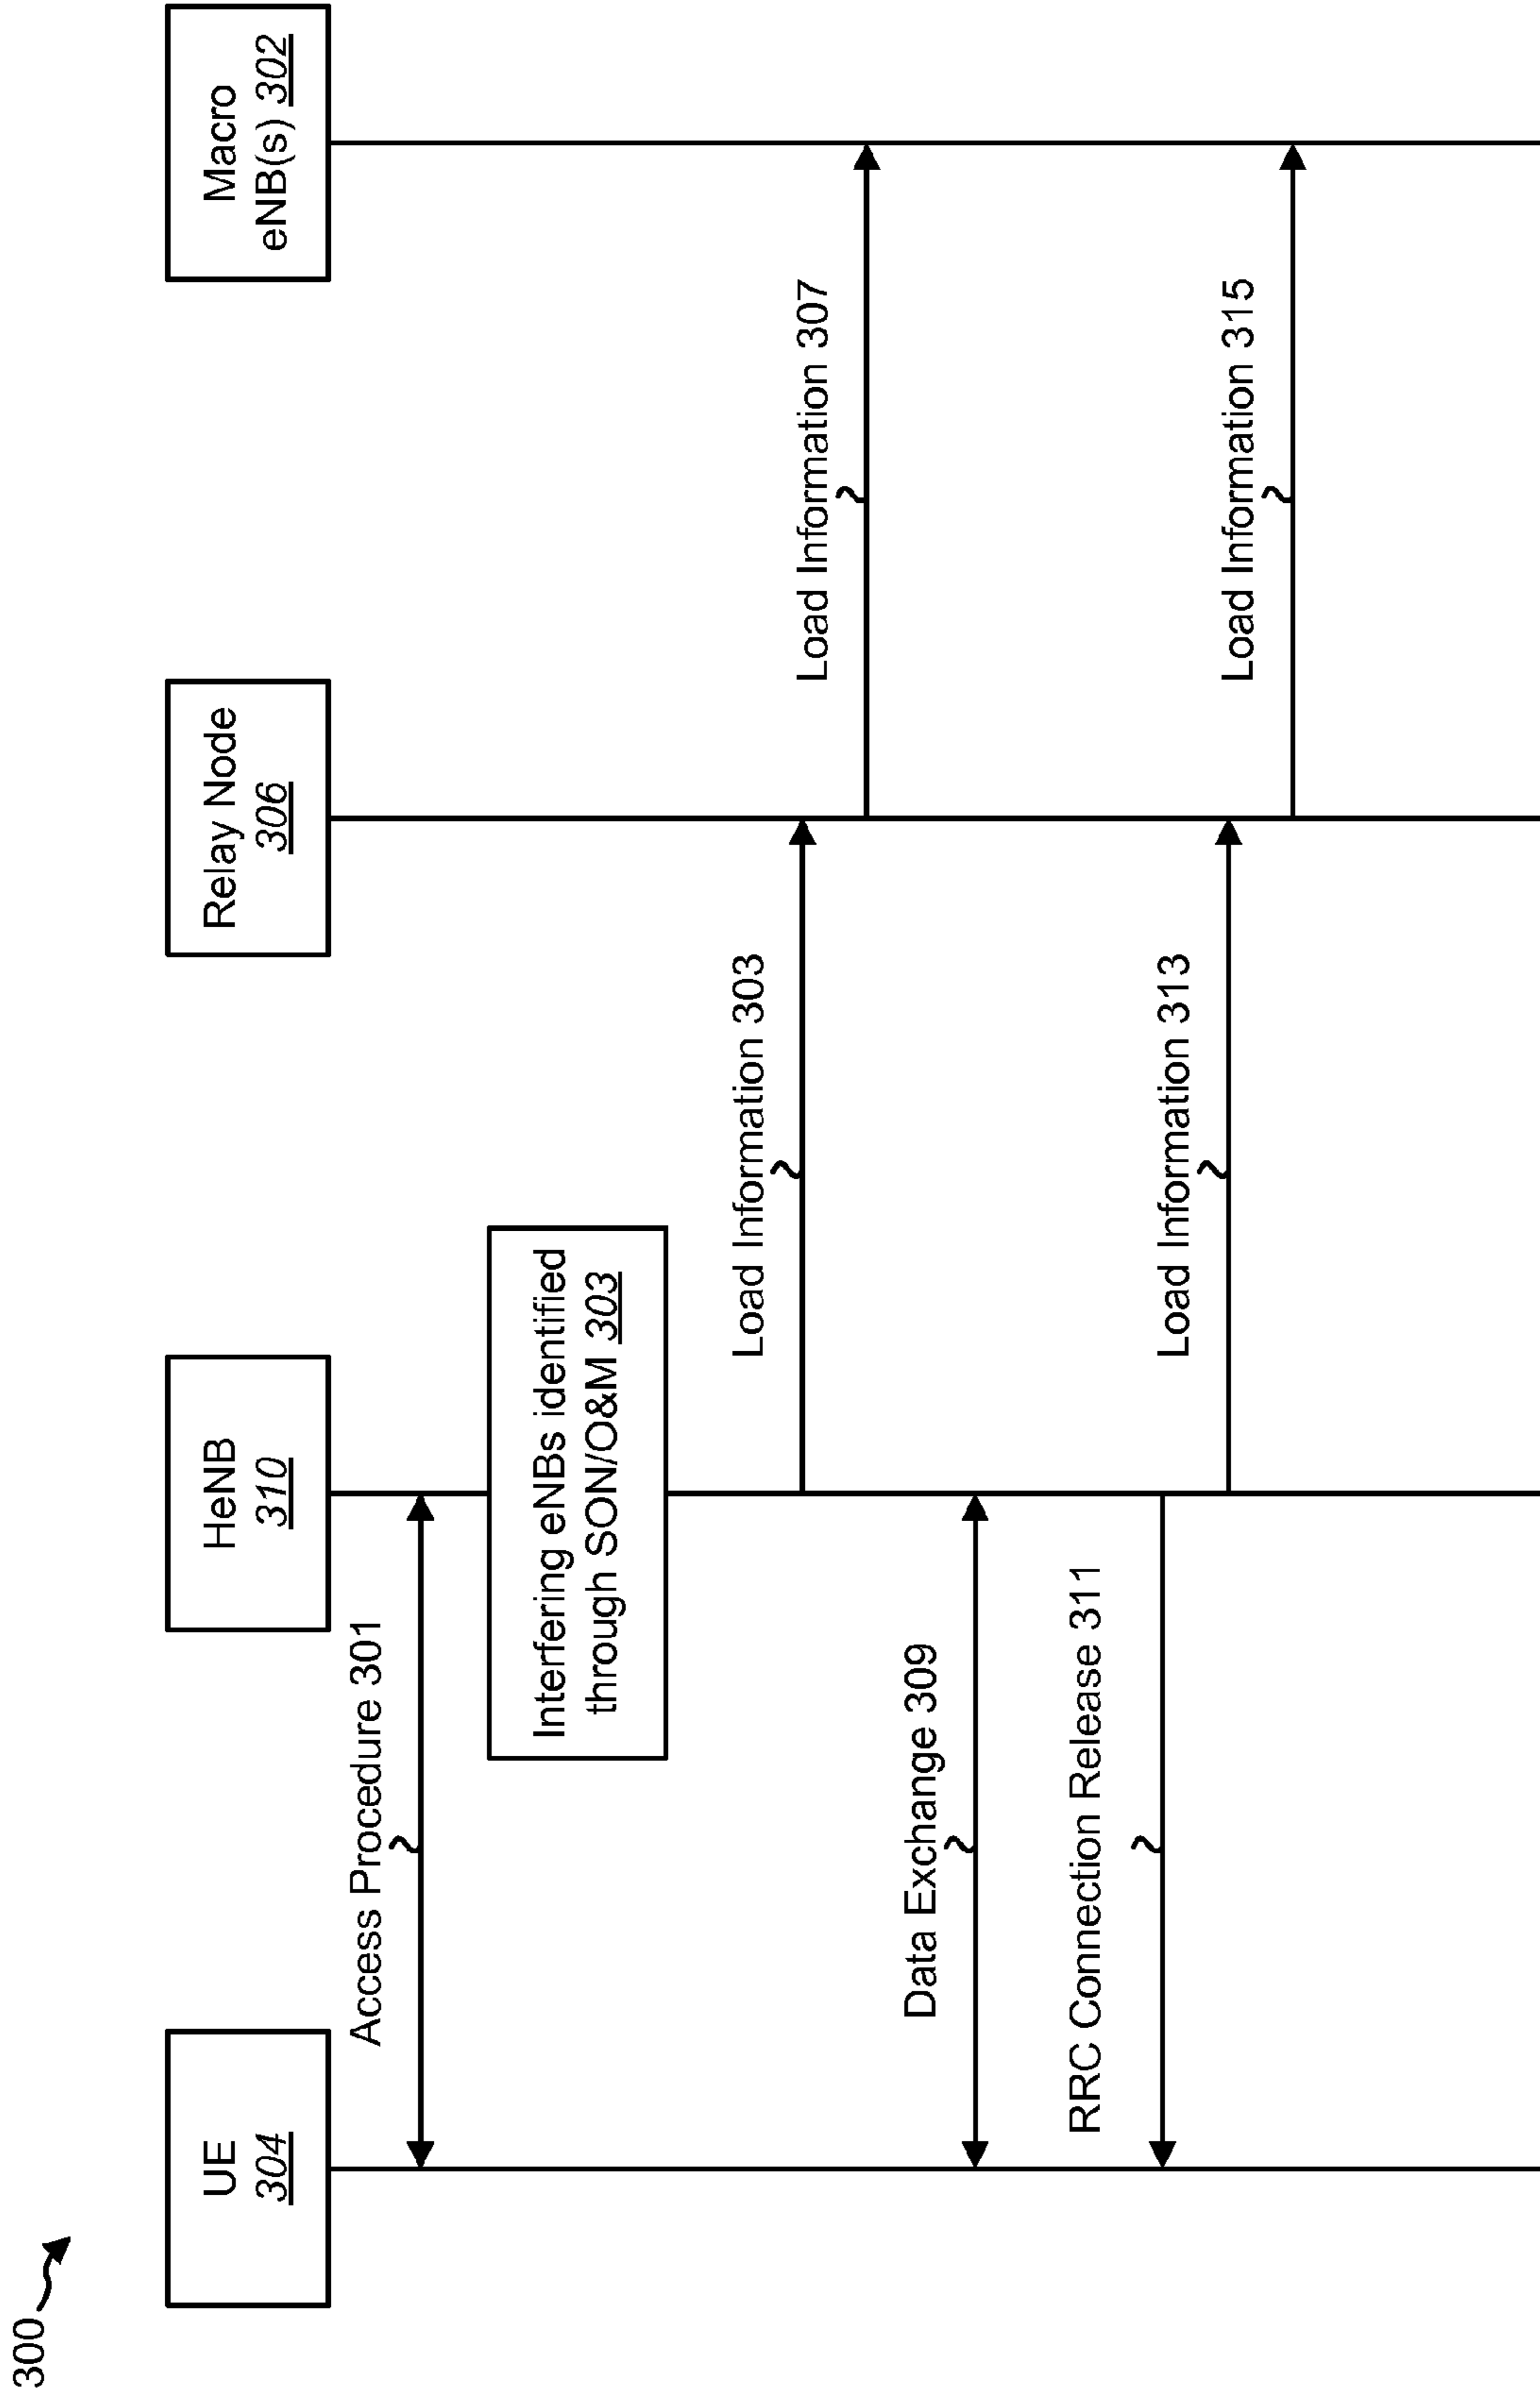 300
UE
304
HeNB
310
Relay Node
306
Macro
eNB(s) 302
Access Procedure 301
Interfering eNBs identified
through SON/O&M 303
Load Information 303
Load Information 307
Data Exchange 309
RRC Connection Release 311
Load Information 313
Load Information 315